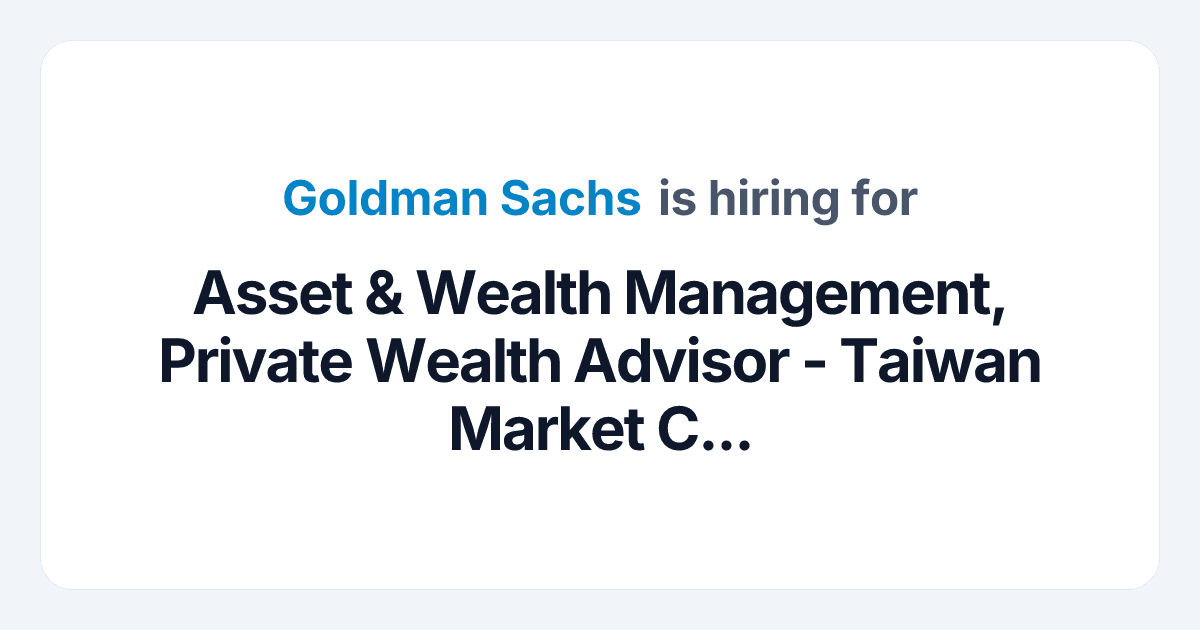 Goldman Sachs is hiring for
Asset & Wealth Management,
Private Wealth Advisor - Taiwan
Market C...